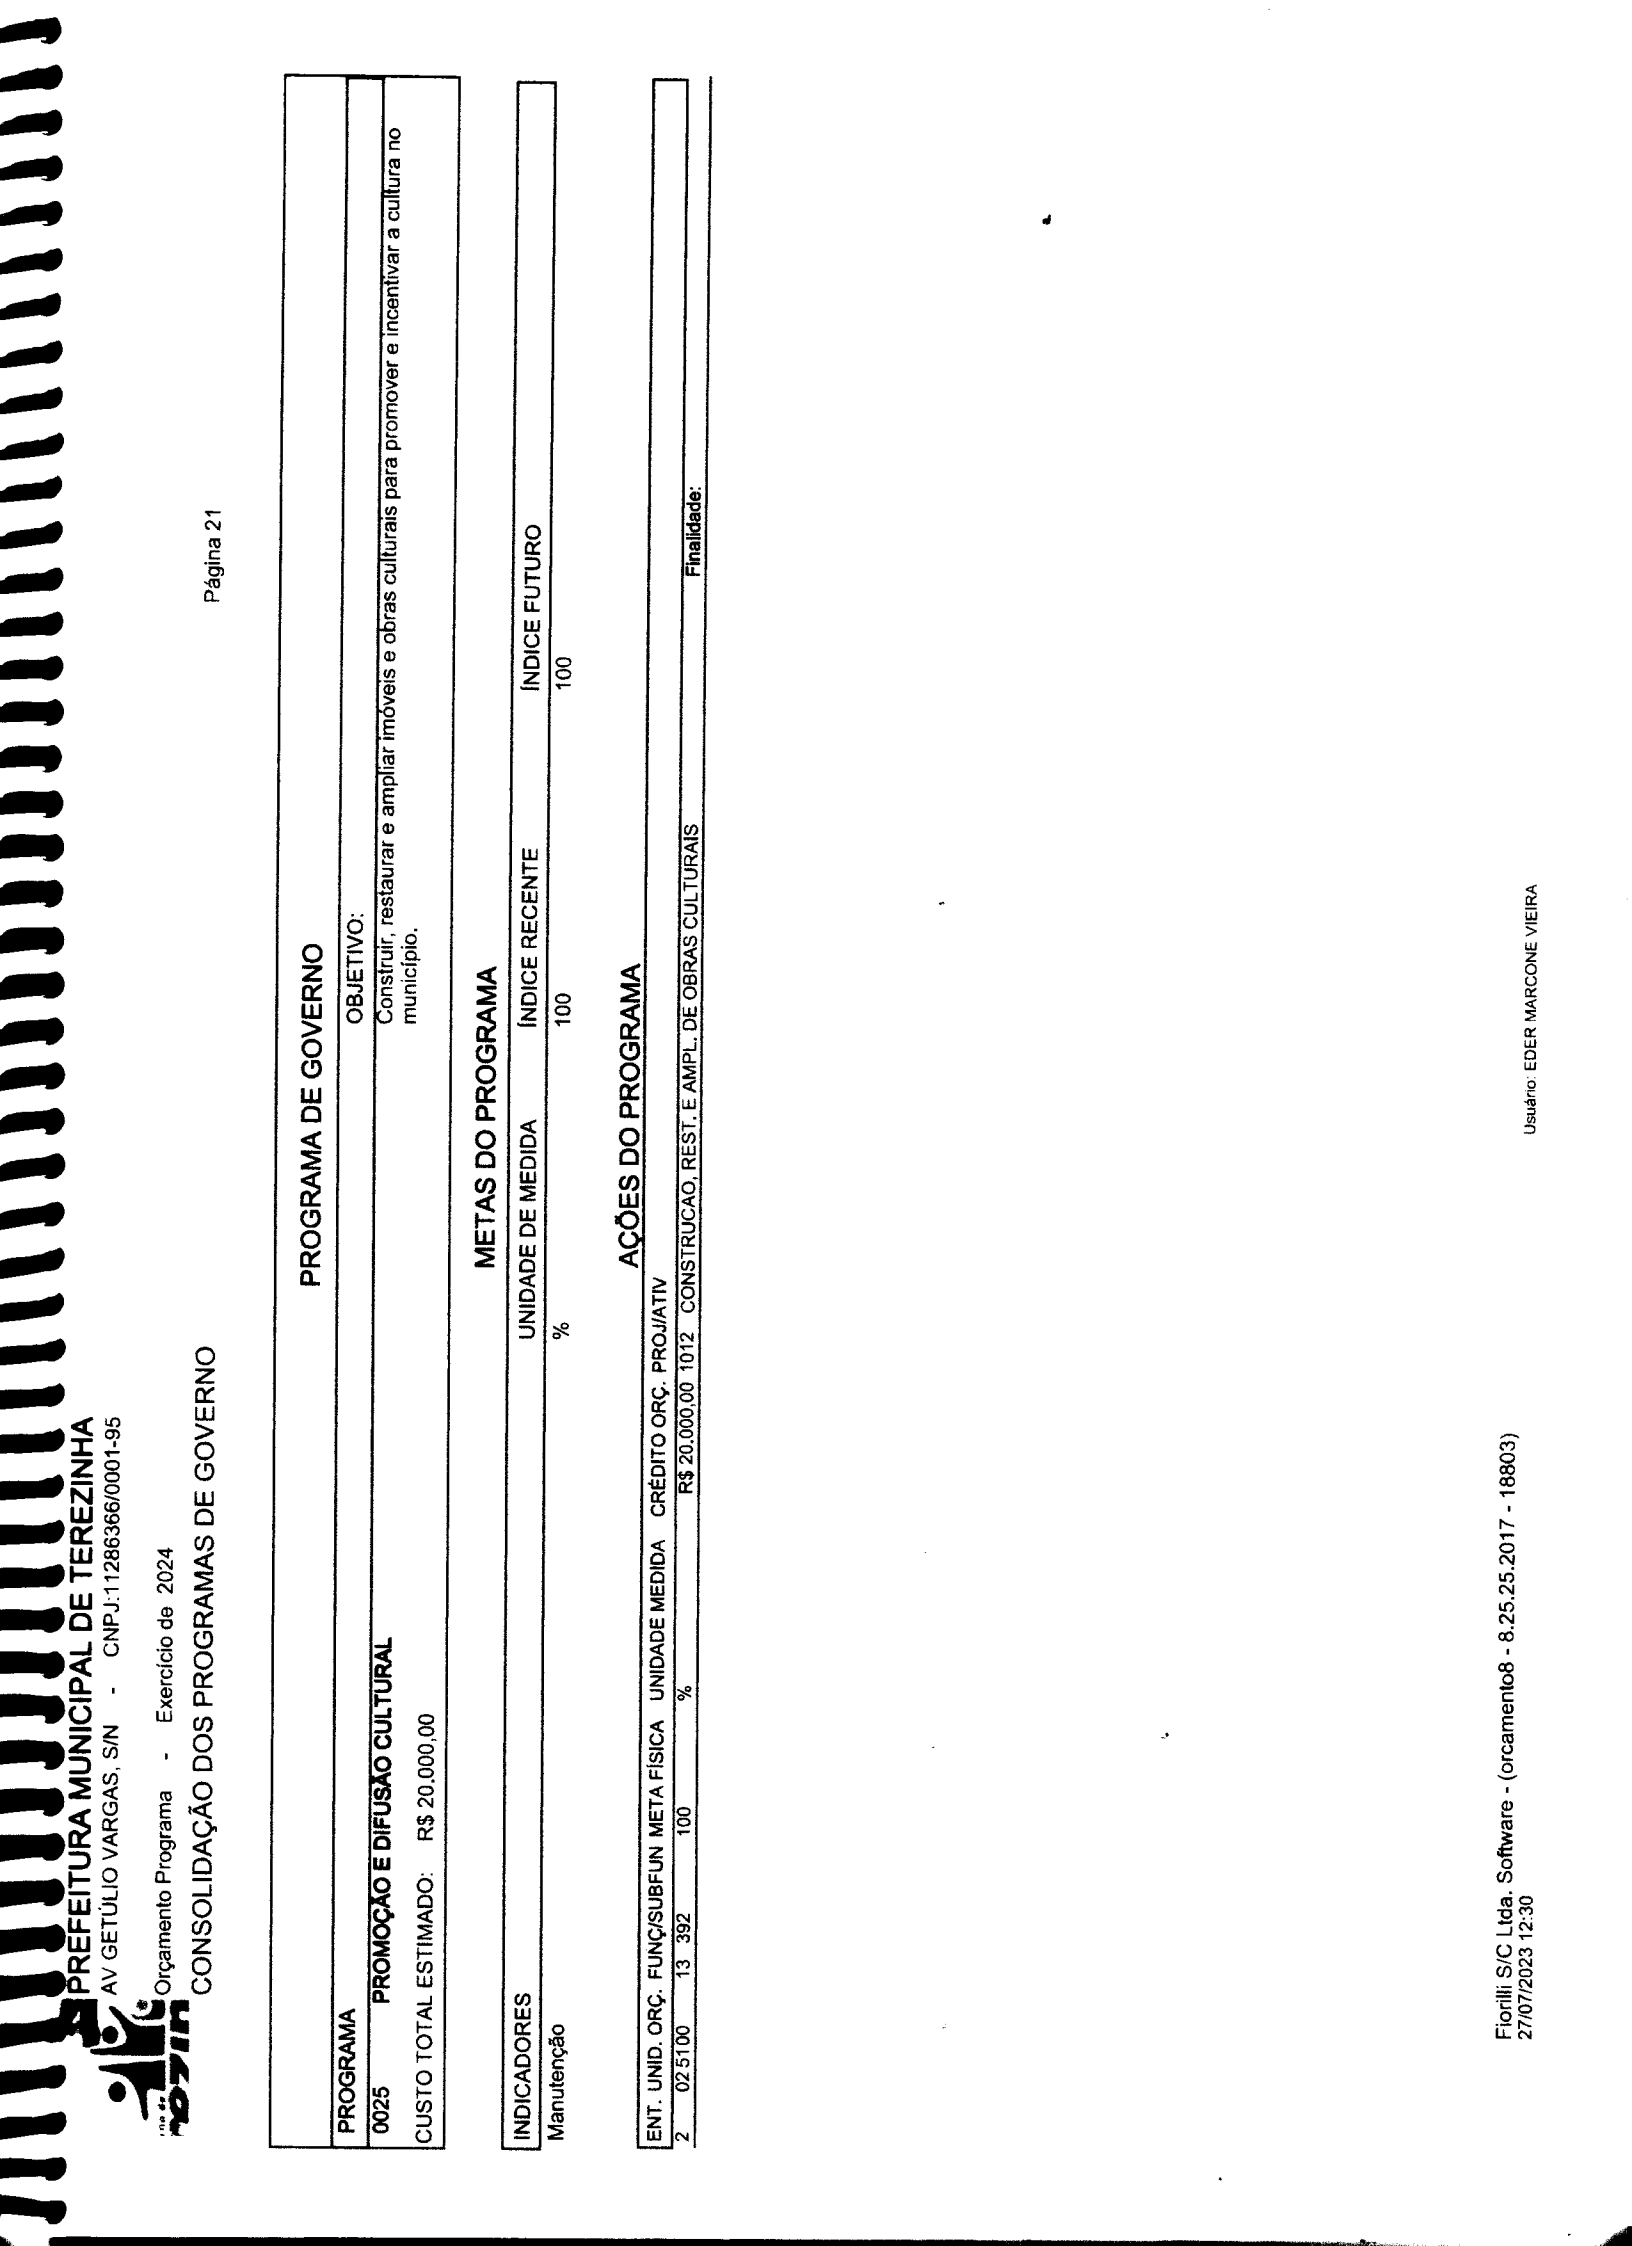 PREFEITURA MUNICIPAL DE TEREZINHA
AV GETÚLIO VARGAS, S/N - CNPJ:11286366/0001-95
Orçamento Programa - Exercício de 2024
CONSOLIDAÇÃO DOS PROGRAMAS DE GOVERNO
Página 21
PROGRAMA DE GOVERNO
PROGRAMA OBJETIVO:
0025 PROMOÇÃO E DIFUSÃO CULTURAL Construir, restaurar e ampliar imóveis e obras culturais para promover e incentivar a cultura no
município.
CUSTO TOTAL ESTIMADO: R$ 20.000,00
METAS DO PROGRAMA
INDICADORES UNIDADE DE MEDIDA ÍNDICE RECENTE ÍNDICE FUTURO
Manutenção % 100 100
AÇÕES DO PROGRAMA
ENT. UNID. ORÇ. FUNÇ/SUBFUN META FÍSICA UNIDADE MEDIDA CRÉDITO ORÇ. PROJ/ATIV
2 02 5100 13 392 100 % R$ 20.000,00 1012 CONSTRUCAO, REST. E AMPL. DE OBRAS CULTURAIS Finalidade:
Fiorilli S/C Ltda. Software - (orcamento8 - 8.25.25.2017 - 18803)
27/07/2023 12:30
Usuário: EDER MARCONE VIEIRA